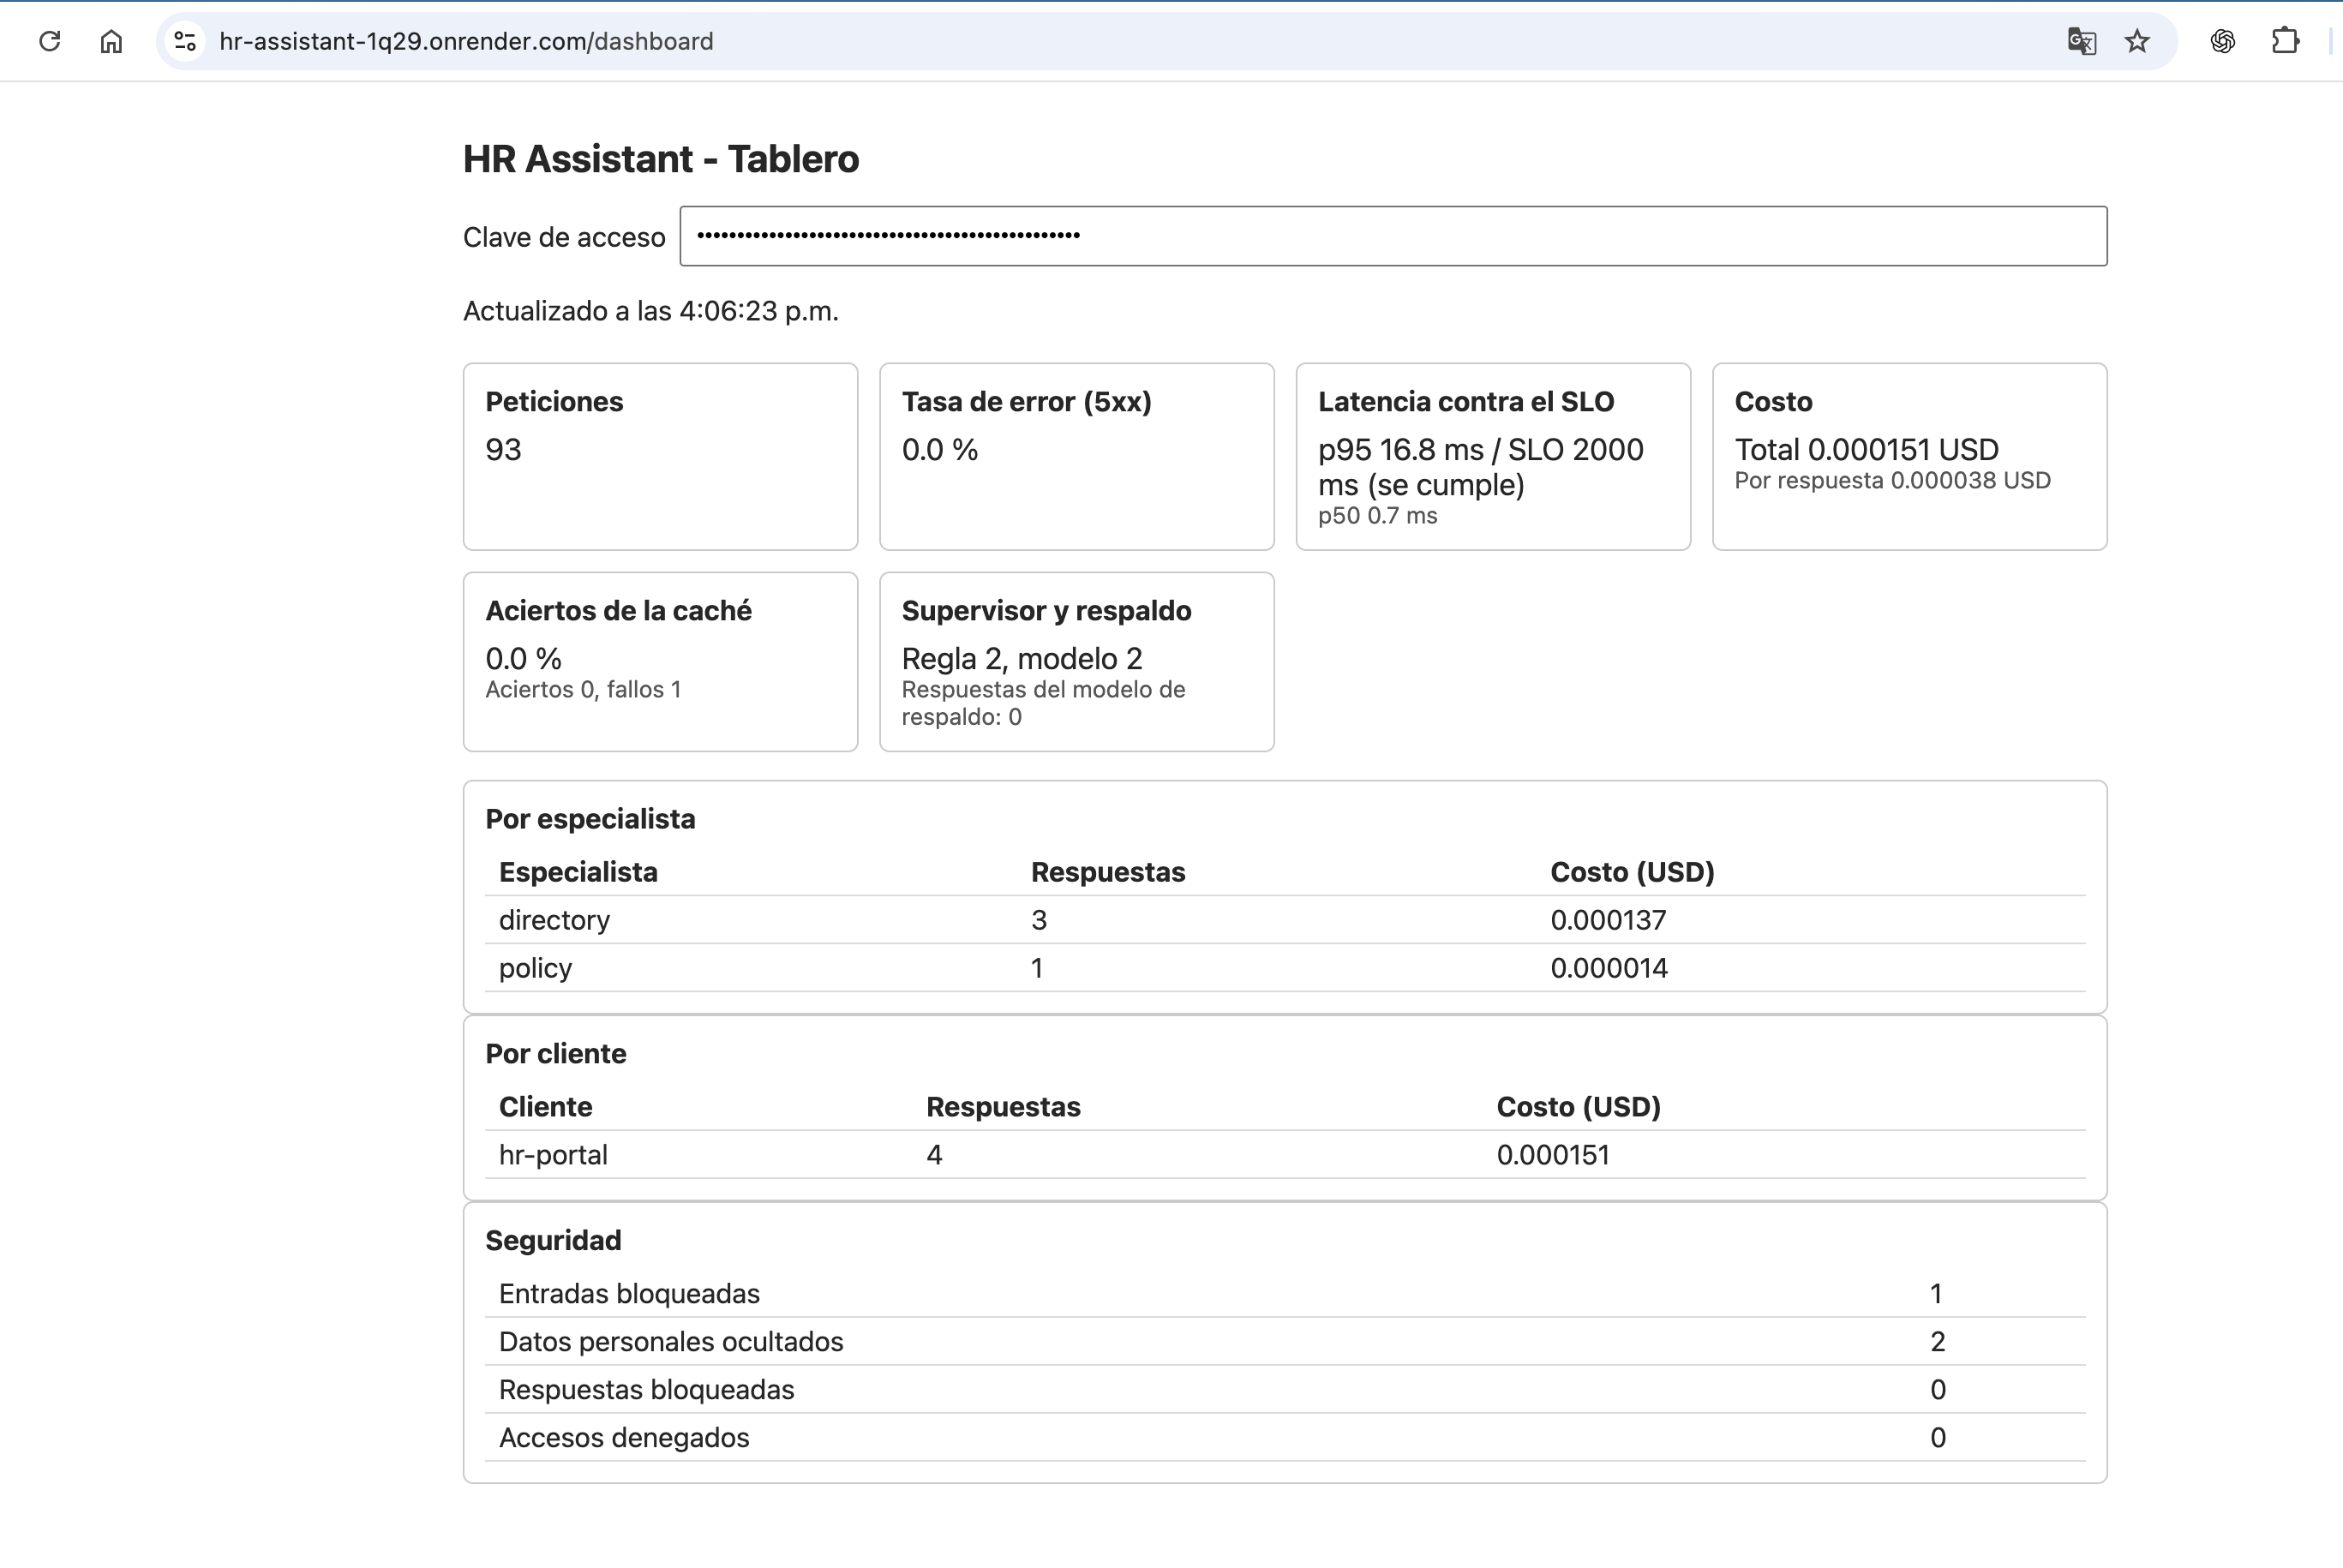 hr-assistant-1q29.onrender.com/dashboard
HR Assistant - Tablero
Clave de acceso
Actualizado a las 4:06:23 p.m.
Peticiones
93
Tasa de error (5xx)
0.0 %
Latencia contra el SLO
p95 16.8 ms / SLO 2000
ms (se cumple)
p50 0.7 ms
Costo
Total 0.000151 USD
Por respuesta 0.000038 USD
Aciertos de la caché
0.0 %
Aciertos 0, fallos 1
Supervisor y respaldo
Regla 2, modelo 2
Respuestas del modelo de
respaldo: 0
Por especialista
Especialista Respuestas Costo (USD)
directory 3 0.000137
policy 1 0.000014
Por cliente
Cliente Respuestas Costo (USD)
hr-portal 4 0.000151
Seguridad
Entradas bloqueadas 1
Datos personales ocultados 2
Respuestas bloqueadas 0
Accesos denegados 0